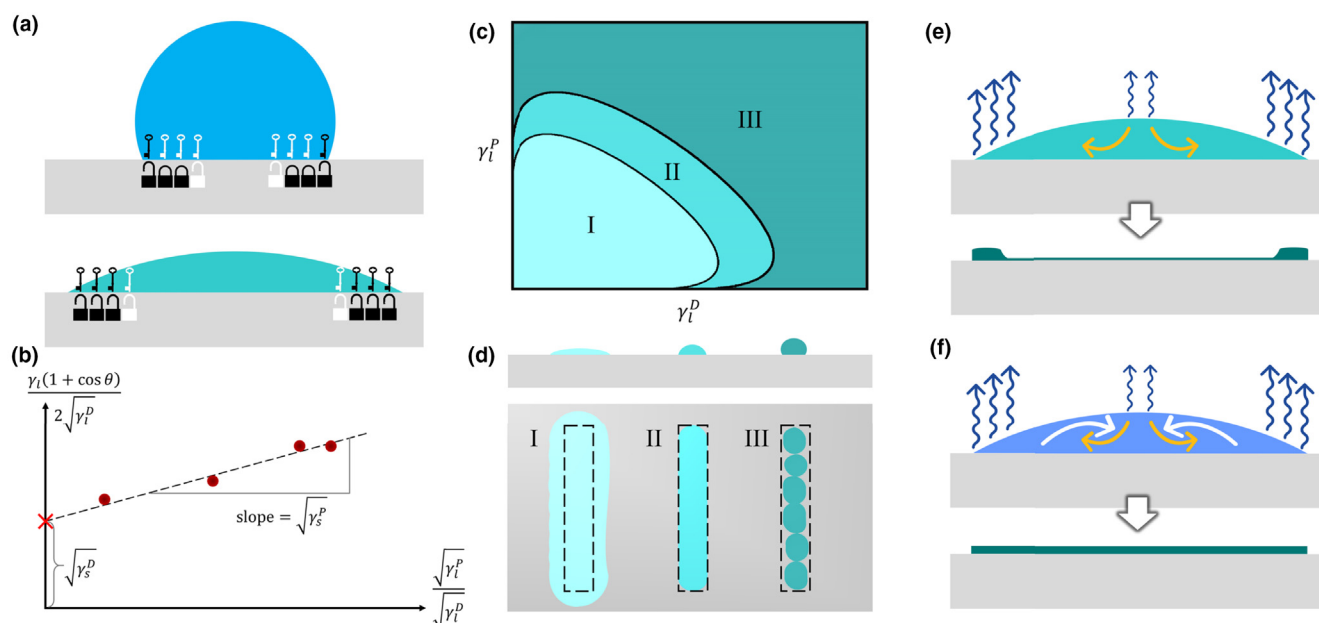 (a)
(b)
γₗ(1 + cos θ)
2√γₗᴰ
slope = √γₛᴾ
√γₛᴰ
√γₗᴾ
√γₗᴰ
(c)
γₗᴾ
I
II
III
γₗᴰ
(d)
I
II
III
(e)
(f)